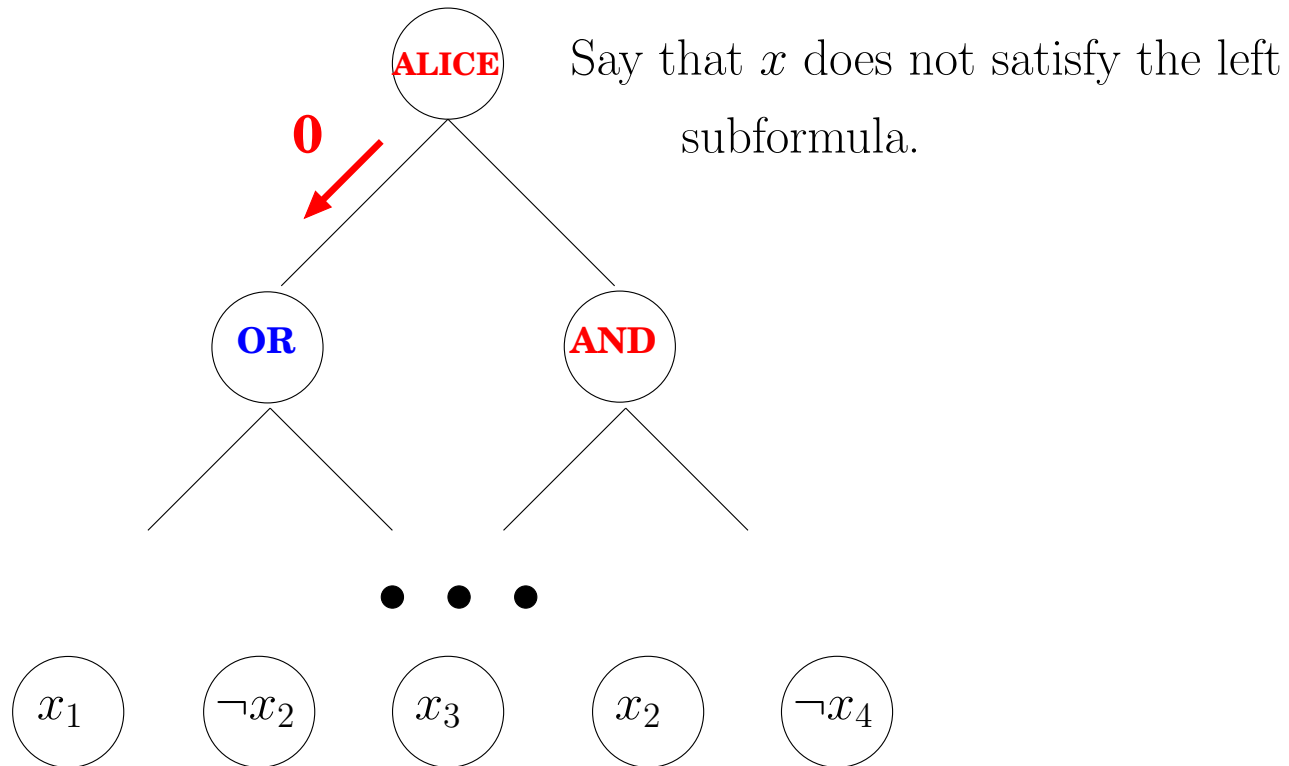 ALICE
Say that x does not satisfy the left
subformula.
0
OR
AND
x₁
¬x₂
x₃
x₂
¬x₄